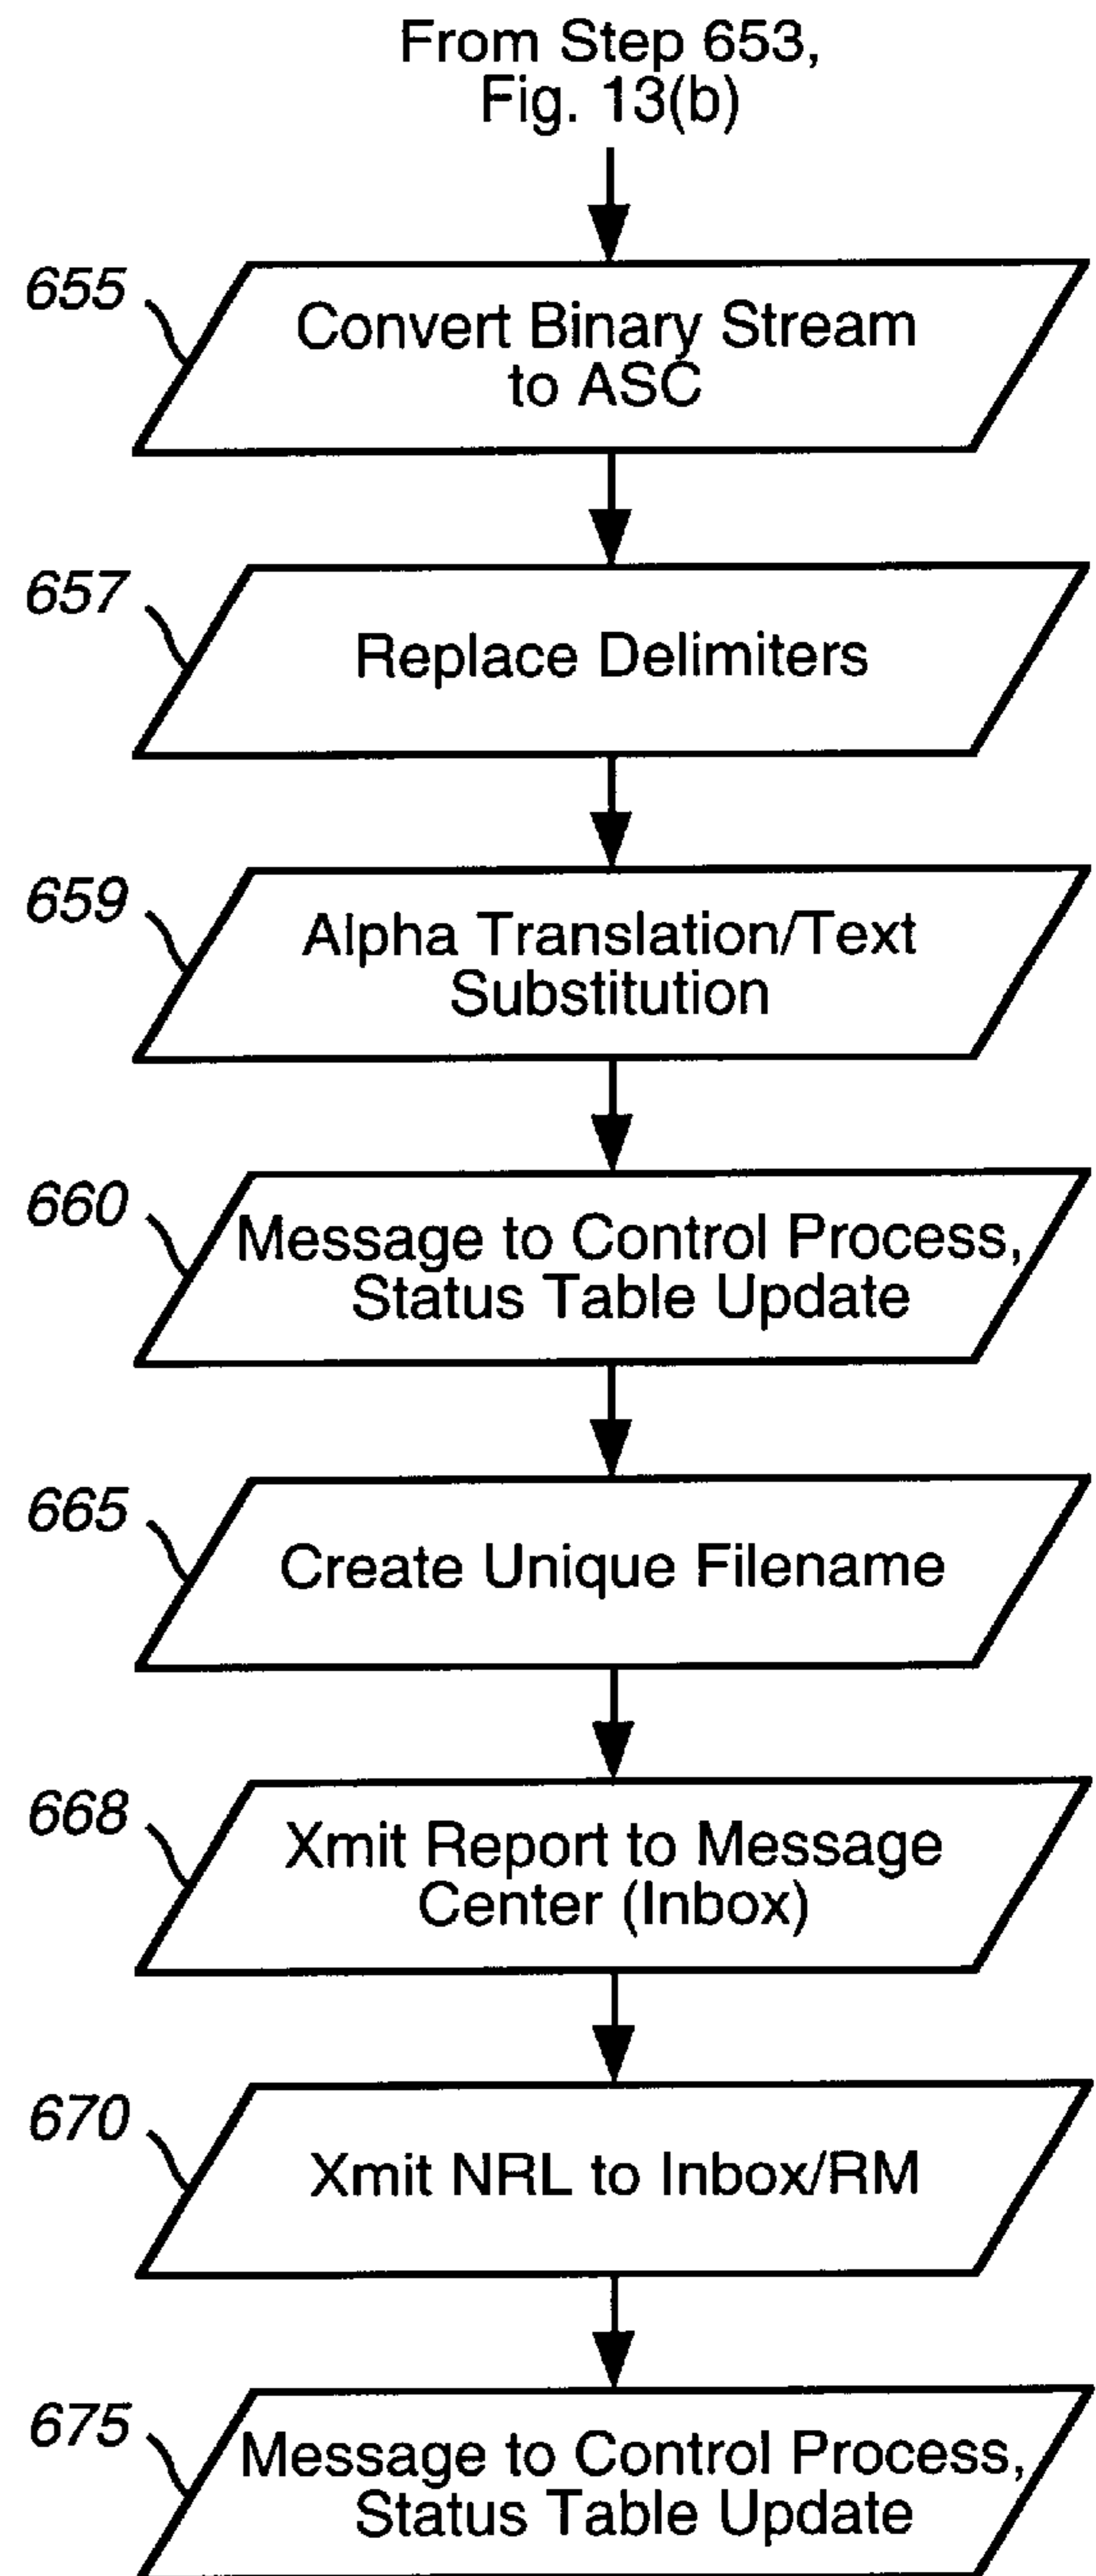 From Step 653,
Fig. 13(b)
655
Convert Binary Stream
to ASC
657
Replace Delimiters
659
Alpha Translation/Text
Substitution
660
Message to Control Process,
Status Table Update
665
Create Unique Filename
668
Xmit Report to Message
Center (Inbox)
670
Xmit NRL to Inbox/RM
675
Message to Control Process,
Status Table Update